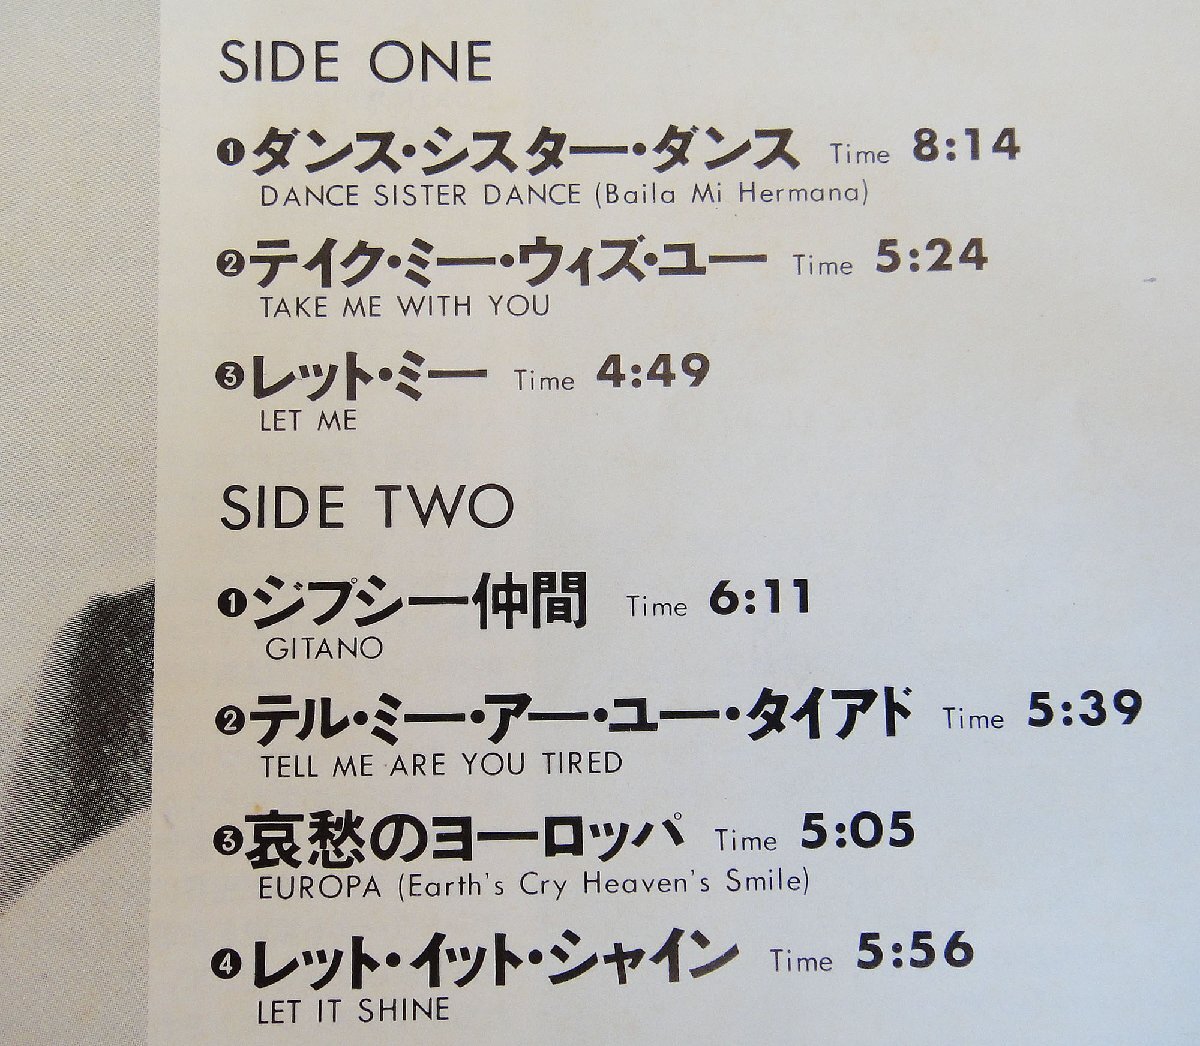 SIDE ONE
❶ダンス・シスター・ダンス Time 8:14
DANCE SISTER DANCE (Baila Mi Hermana)
❷テイク・ミー・ウィズ・ユー Time 5:24
TAKE ME WITH YOU
❸レット・ミー Time 4:49
LET ME
SIDE TWO
❶ジプシー仲間 Time 6:11
GITANO
❷テル・ミー・アー・ユー・タイアド Time 5:39
TELL ME ARE YOU TIRED
❸哀愁のヨーロッパ Time 5:05
EUROPA (Earth's Cry Heaven's Smile)
❹レット・イット・シャイン Time 5:56
LET IT SHINE